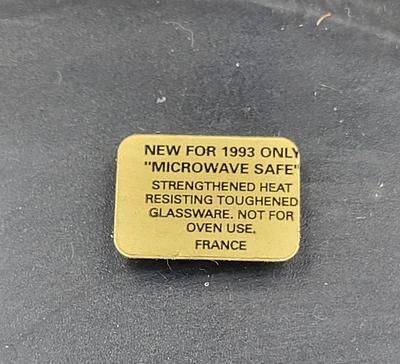 NEW FOR 1993 ONLY
"MICROWAVE SAFE"
STRENGTHENED HEAT
RESISTING TOUGHENED
GLASSWARE. NOT FOR
OVEN USE.
FRANCE